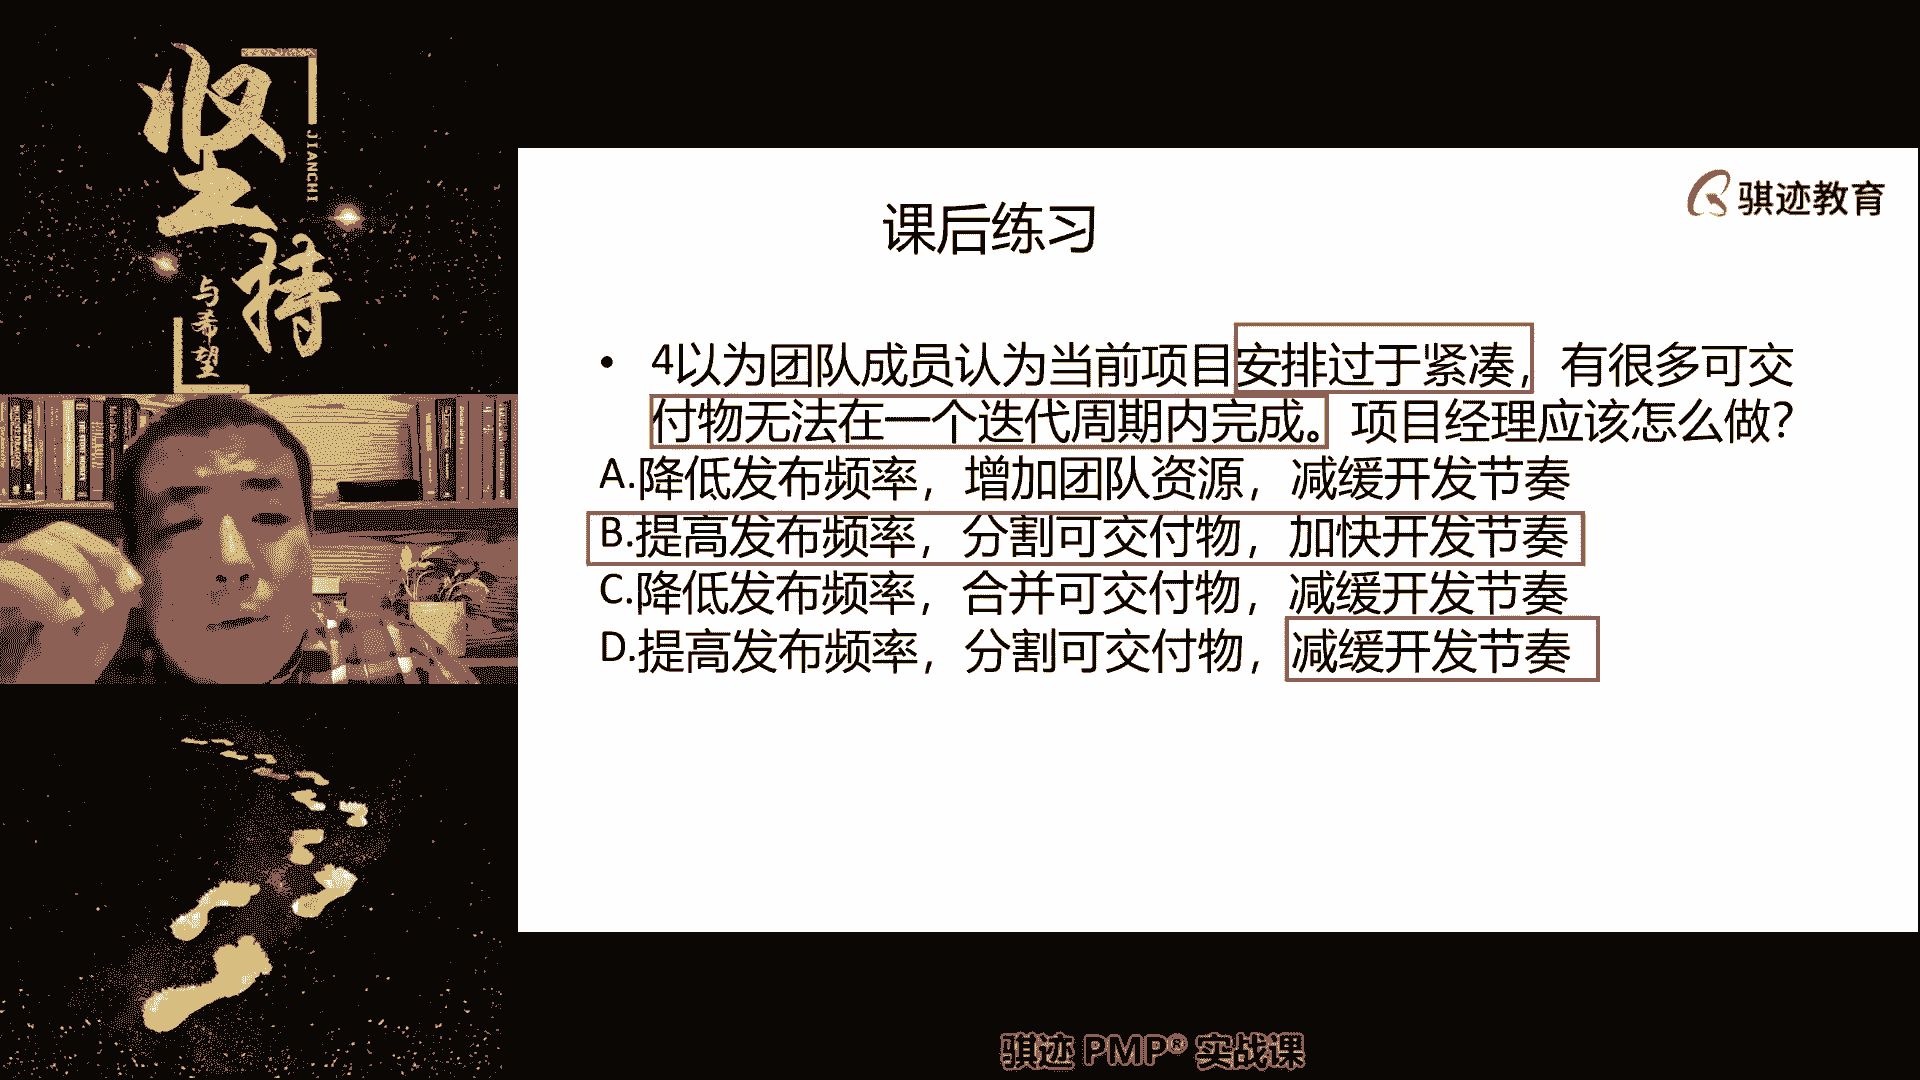 坚持
JIANCHI
与希望
骐迹教育
课后练习
• 4以为团队成员认为当前项目安排过于紧凑，有很多可交
付物无法在一个迭代周期内完成。项目经理应该怎么做？
A.降低发布频率，增加团队资源，减缓开发节奏
B.提高发布频率，分割可交付物，加快开发节奏
C.降低发布频率，合并可交付物，减缓开发节奏
D.提高发布频率，分割可交付物，减缓开发节奏
骐迹 PMP® 实战课